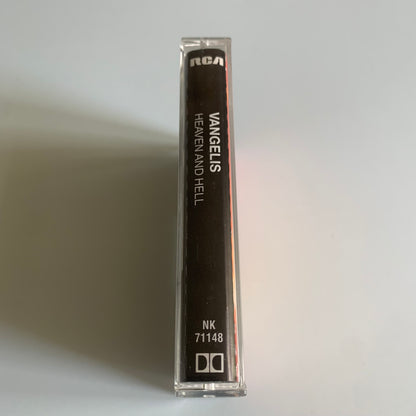 RCA
VANGELIS
HEAVEN AND HELL
NK
71148